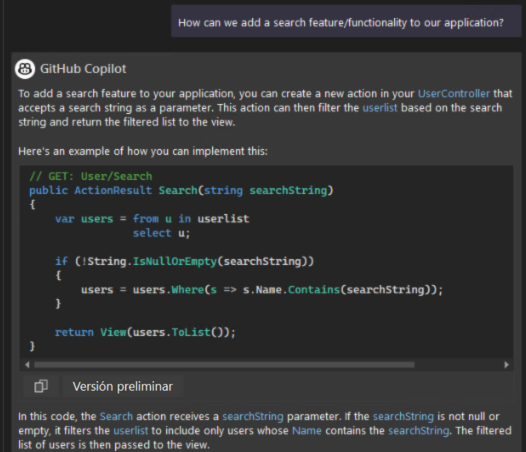 How can we add a search feature/functionality to our application?
GitHub Copilot
To add a search feature to your application, you can create a new action in your UserController that
accepts a search string as a parameter. This action can then filter the userlist based on the search
string and return the filtered list to the view.
Here's an example of how you can implement this:
// GET: User/Search
public ActionResult Search(string searchString)
{
    var users = from u in userlist
                select u;

    if (!String.IsNullOrEmpty(searchString))
    {
        users = users.Where(s => s.Name.Contains(searchString));
    }

    return View(users.ToList());
}
Versión preliminar
In this code, the Search action receives a searchString parameter. If the searchString is not null or
empty, it filters the userlist to include only users whose Name contains the searchString. The filtered
list of users is then passed to the view.